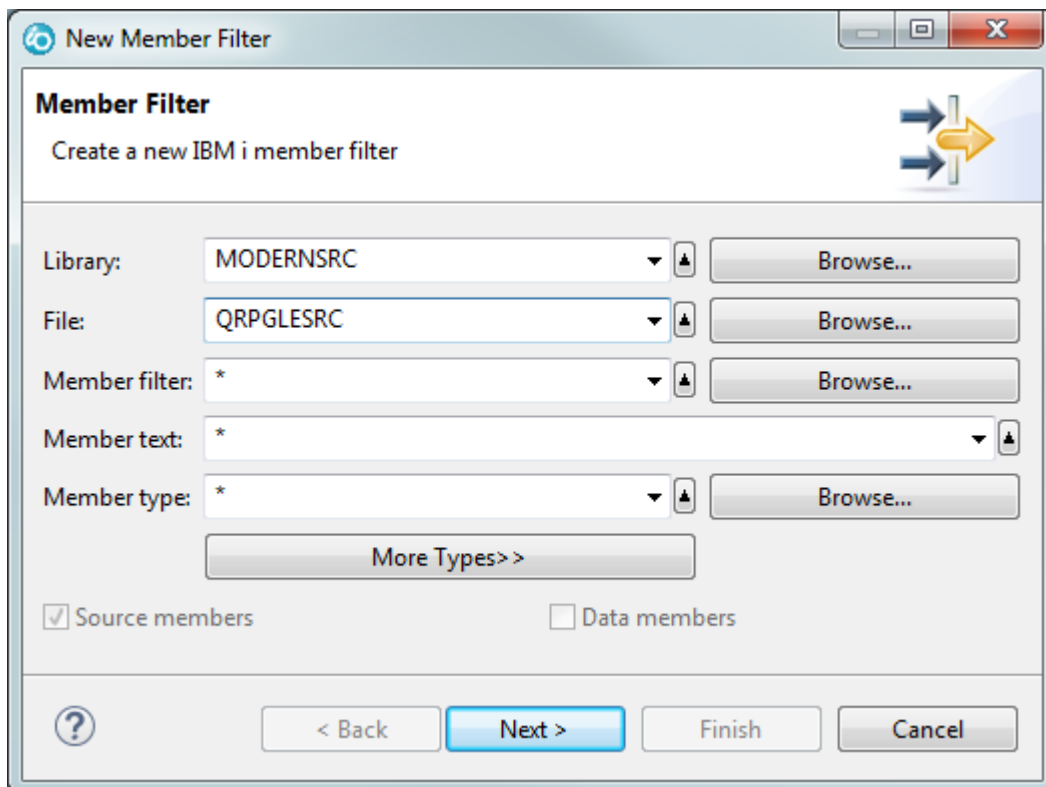 New Member Filter
Member Filter
Create a new IBM i member filter
Library: MODERNSRC Browse...
File: QRPGLESRC Browse...
Member filter: * Browse...
Member text: *
Member type: * Browse...
More Types>>
Source members Data members
? < Back Next > Finish Cancel